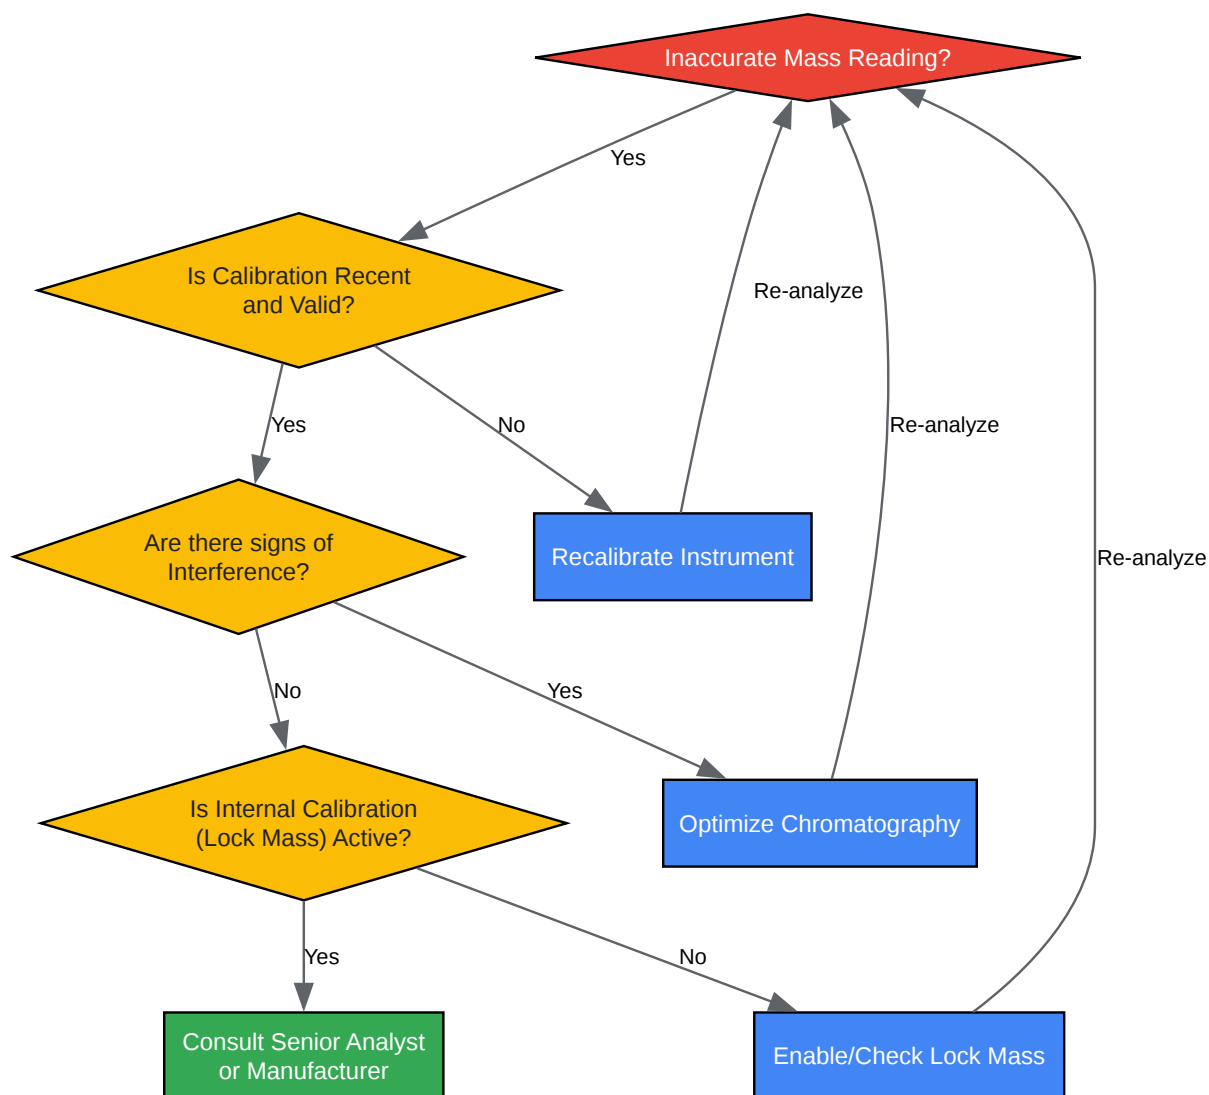 Inaccurate Mass Reading?
Yes
Is Calibration Recent
and Valid?
Re-analyze
Yes
No
Re-analyze
Are there signs of
Interference?
Recalibrate Instrument
Re-analyze
No
Yes
Is Internal Calibration
(Lock Mass) Active?
Optimize Chromatography
Yes
No
Consult Senior Analyst
or Manufacturer
Enable/Check Lock Mass